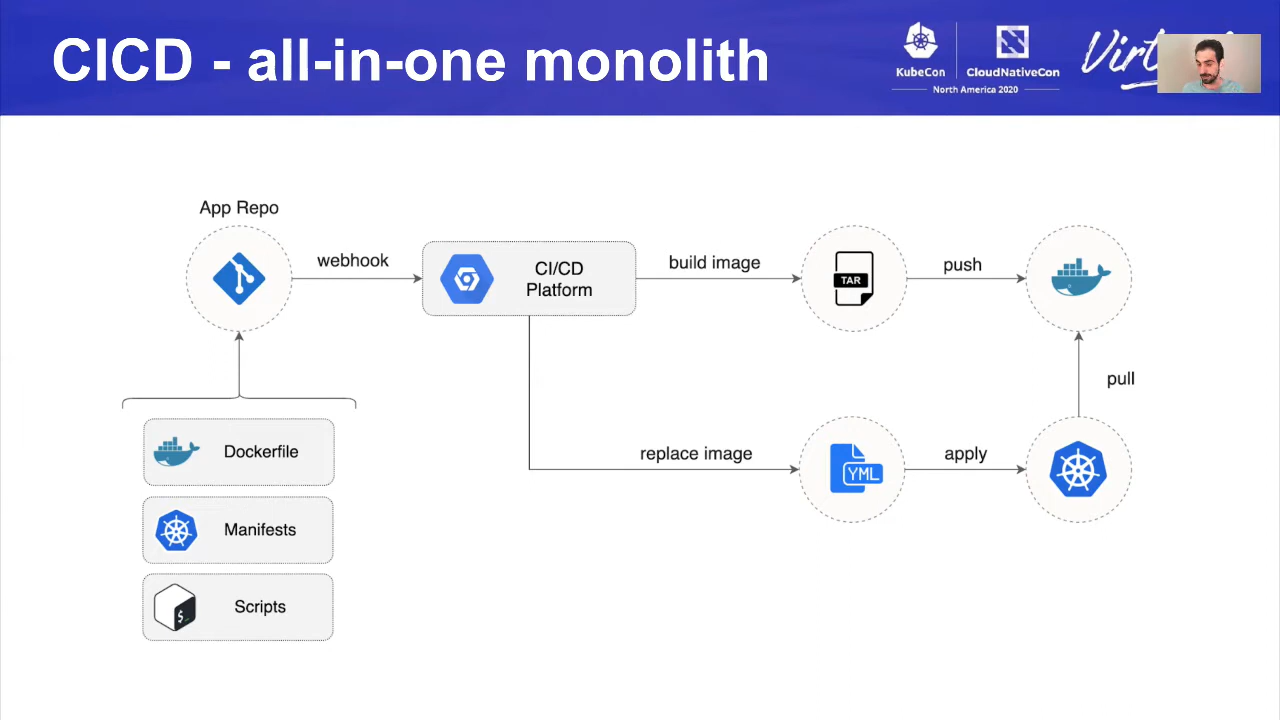 CICD - all-in-one monolith
KubeCon
CloudNativeCon
North America 2020
App Repo
webhook
CI/CD
Platform
build image
TAR
push
pull
Dockerfile
replace image
YML
apply
Manifests
Scripts
$_